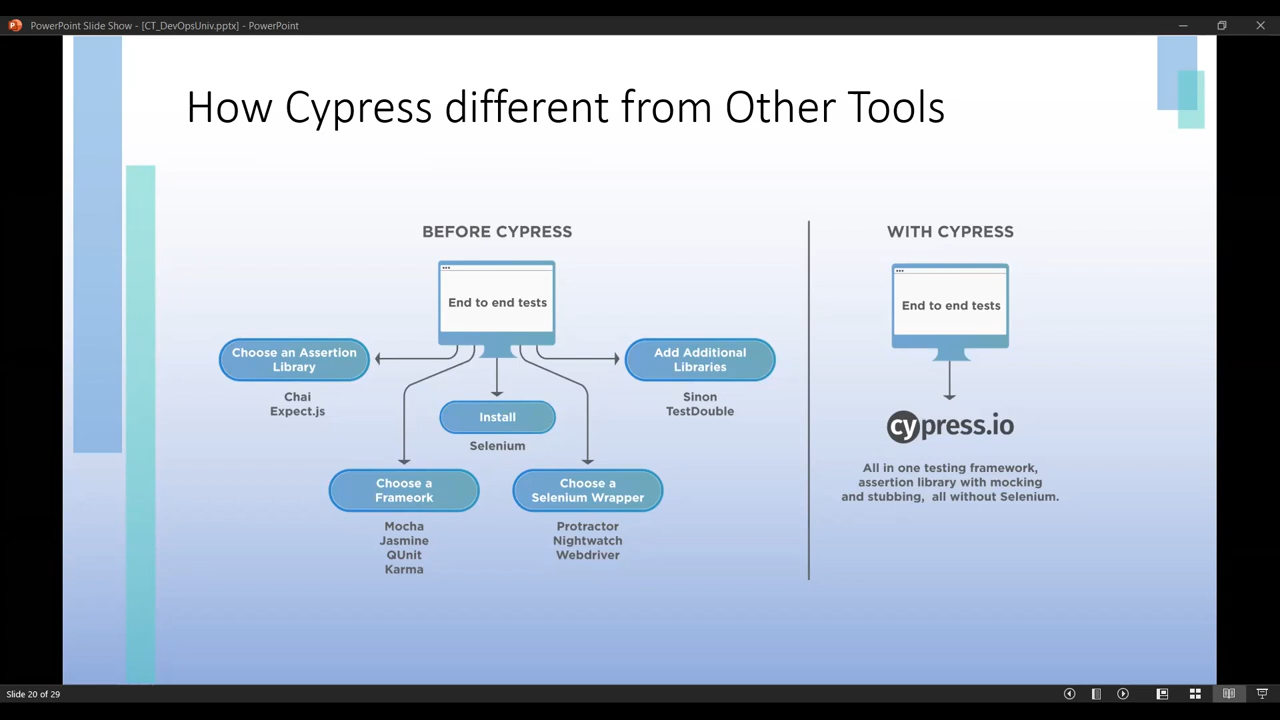 PowerPoint Slide Show - [CT_DevOpsUniv.pptx] - PowerPoint
How Cypress different from Other Tools
BEFORE CYPRESS
End to end tests
Choose an Assertion
Library
Chai
Expect.js
Add Additional
Libraries
Sinon
TestDouble
Install
Selenium
Choose a
Frameork
Mocha
Jasmine
QUnit
Karma
Choose a
Selenium Wrapper
Protractor
Nightwatch
Webdriver
WITH CYPRESS
End to end tests
cypress.io
All in one testing framework,
assertion library with mocking
and stubbing, all without Selenium.
Slide 20 of 29